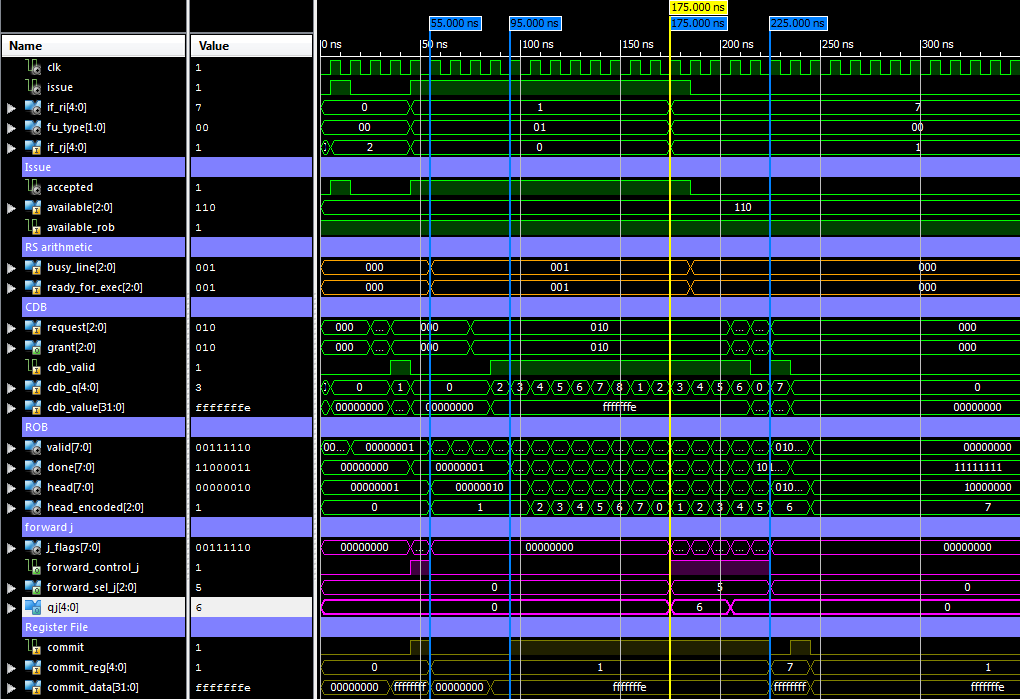 175.000 ns
55.000 ns 95.000 ns 175.000 ns 225.000 ns
Name Value 0 ns 50 ns 100 ns 150 ns 200 ns 250 ns 300 ns
clk 1
issue 1
if_ri[4:0] 7 0 1 7
fu_type[1:0] 00 00 01 00
if_rj[4:0] 1 2 0 1
Issue
accepted 1
available[2:0] 110 110
available_rob 1
RS arithmetic
busy_line[2:0] 001 000 001 000
ready_for_exec[2:0] 001 000 001 000
CDB
request[2:0] 010 000 ... 000 010 ... ... 000
grant[2:0] 010 000 ... 000 010 ... ... 000
cdb_valid 1
cdb_q[4:0] 3 0 1 0 2 3 4 5 6 7 8 1 2 3 4 5 6 0 7 0
cdb_value[31:0] fffffffe 00000000 ... 00000000 fffffffe ... ... 00000000
ROB
valid[7:0] 00111110 00... 00000001 ... ... ... ... ... ... ... ... ... ... ... ... ... ... ... ... ... 010... 00000000
done[7:0] 11000011 00000000 00000001 ... ... ... ... ... ... ... ... ... ... ... ... 10 1... 11111111
head[7:0] 00000010 00000001 00000010 ... ... ... ... ... ... ... ... ... ... ... ... 010... 10000000
head_encoded[2:0] 1 0 1 2 3 4 5 6 7 0 1 2 3 4 5 6 7
forward j
j_flags[7:0] 00111110 00000000 ... 00000000 ... ... ... ... ... 00000000
forward_control_j 1
forward_sel_j[2:0] 5 0 5 0
qj[4:0] 6 0 6 0
Register File
commit 1
commit_reg[4:0] 1 0 1 7 1
commit_data[31:0] fffffffe 00000000 ffffffff 00000000 fffffffe ffffffff fffffffe